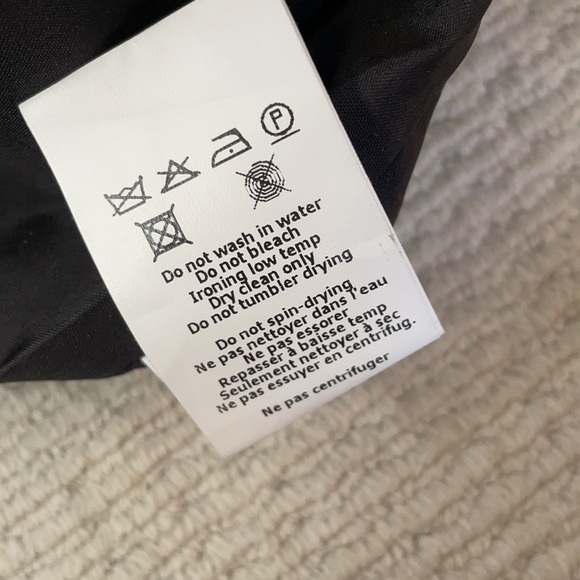 P
Do not wash in water
Do not bleach
Ironing low temp
Dry clean only
Do not tumbier drying
Do not spin-drying
Ne pas nettoyer dans l'eau
Ne Pas essorer
Repasser à baisse temp
Seulement nettoyer à sec
Ne pas essuyer en centrifug.
Ne pas centrifuger